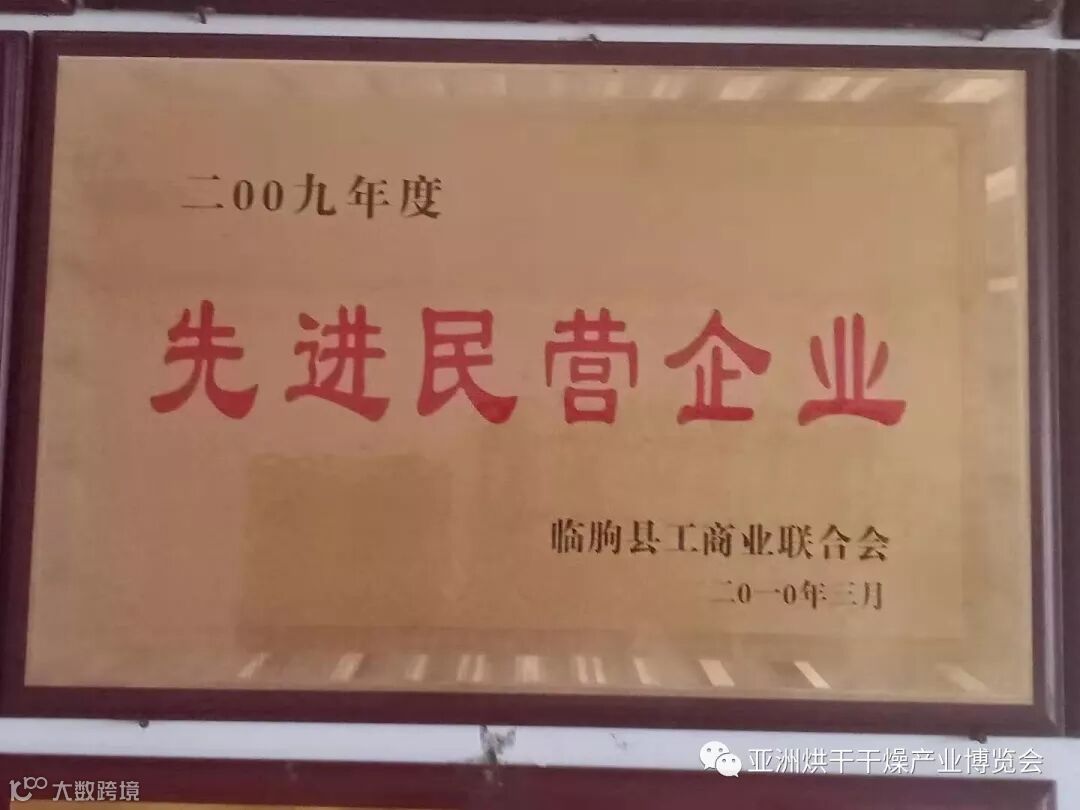 二00九年度
先进民营企业
临朐县工商业联合会
二0一0年三月
亚洲烘干干燥产业博览会
大数跨境